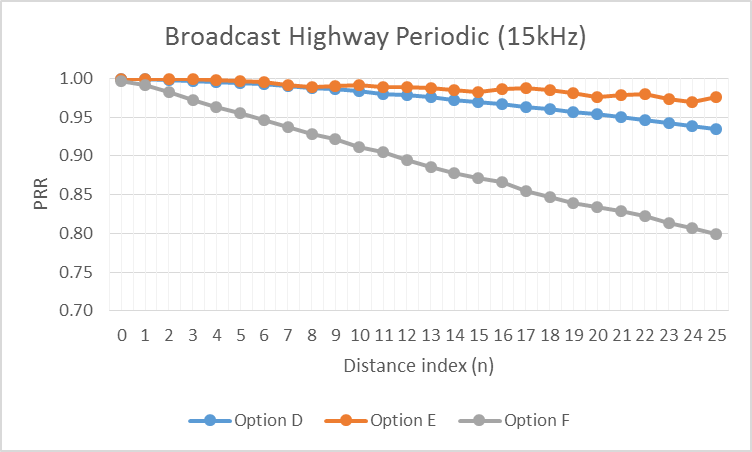 Broadcast Highway Periodic (15kHz)
1.00
0.95
0.90
0.85
0.80
0.75
0.70
PRR
0 1 2 3 4 5 6 7 8 9 10 11 12 13 14 15 16 17 18 19 20 21 22 23 24 25
Distance index (n)
Option D Option E Option F